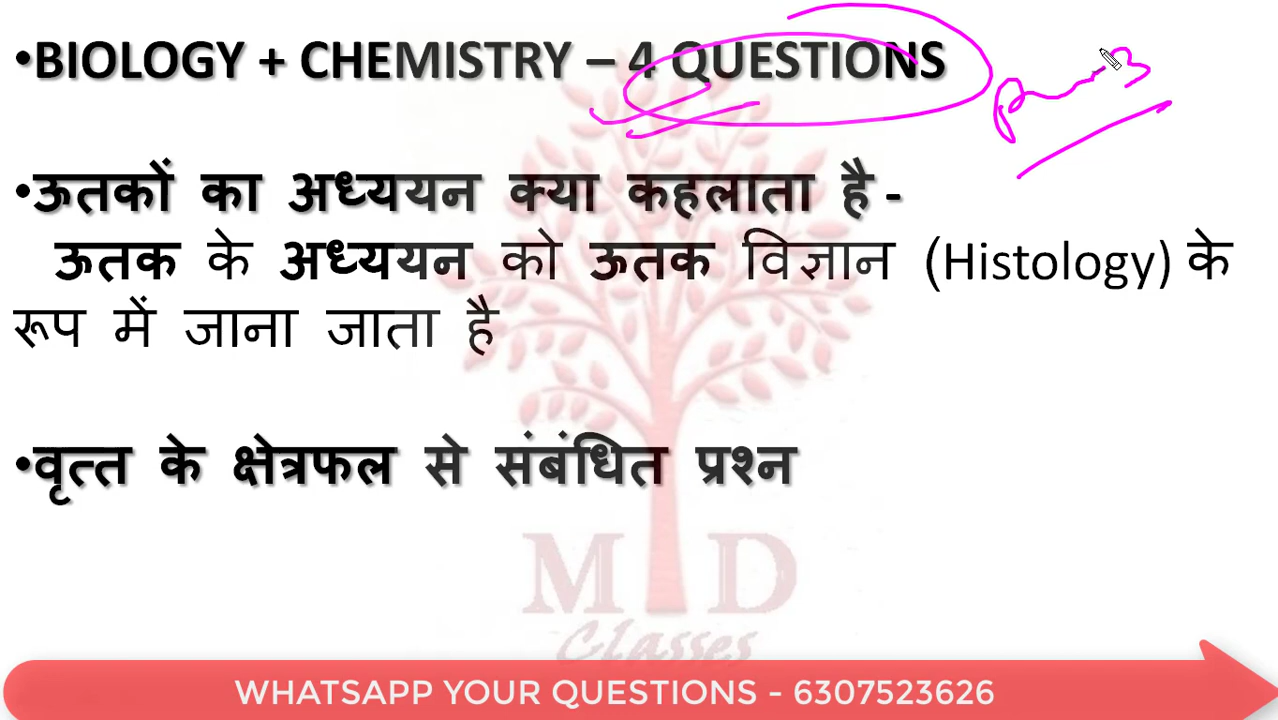 •BIOLOGY + CHEMISTRY – 4 QUESTIONS
•ऊतकों का अध्ययन क्या कहलाता है -
ऊतक के अध्ययन को ऊतक विज्ञान (Histology) के
रूप में जाना जाता है
•वृत्त के क्षेत्रफल से संबंधित प्रश्न
M D
Classes
WHATSAPP YOUR QUESTIONS - 6307523626